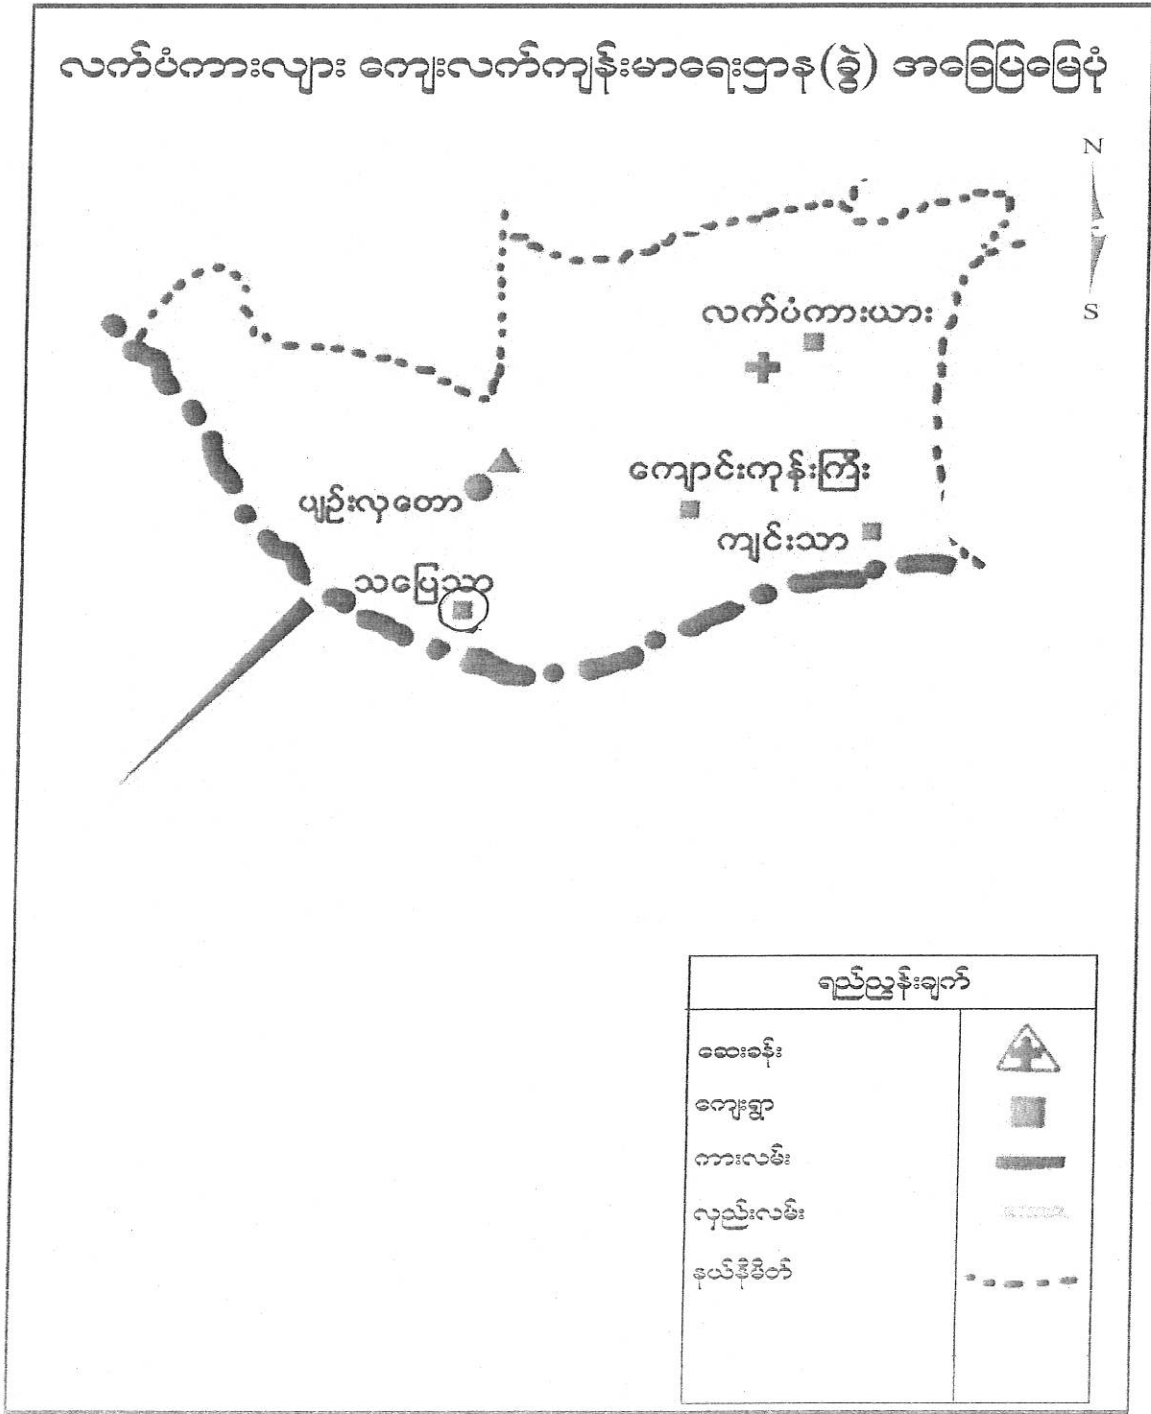 လက်ပံကားလျား ကျေးလက်ကျန်းမာရေးဌာန(ခွဲ) အခြေပြမြေပုံ
N
S
လက်ပံကားယား
ကျောင်းကုန်းကြီး
ပျဉ်းလှတော
ကျင်းသာ
သပြေသာ
ရည်ညွှန်းချက်
ဆေးခန်း
ကျေးရွာ
ကားလမ်း
လှည်းလမ်း
နယ်နိမိတ်